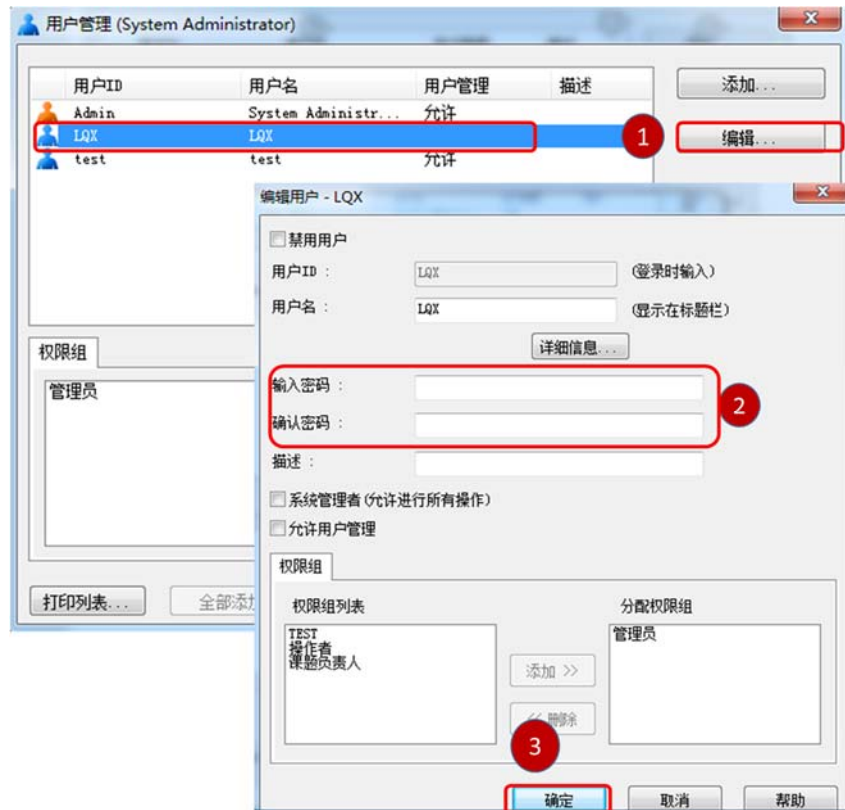 用户管理 (System Administrator)
用户ID 用户名 用户管理 描述
添加...
Admin System Administr... 允许
LQX LQX
1
编辑...
test test 允许
编辑用户 - LQX
禁用用户
用户ID : LQX (登录时输入)
用户名 : LQX (显示在标题栏)
详细信息...
权限组
管理员
输入密码 :
确认密码 :
2
描述 :
系统管理者(允许进行所有操作)
允许用户管理
权限组
权限组列表 分配权限组
TEST
操作者
课题负责人
管理员
添加 >>
<< 删除
3
打印列表... 全部添加
确定 取消 帮助